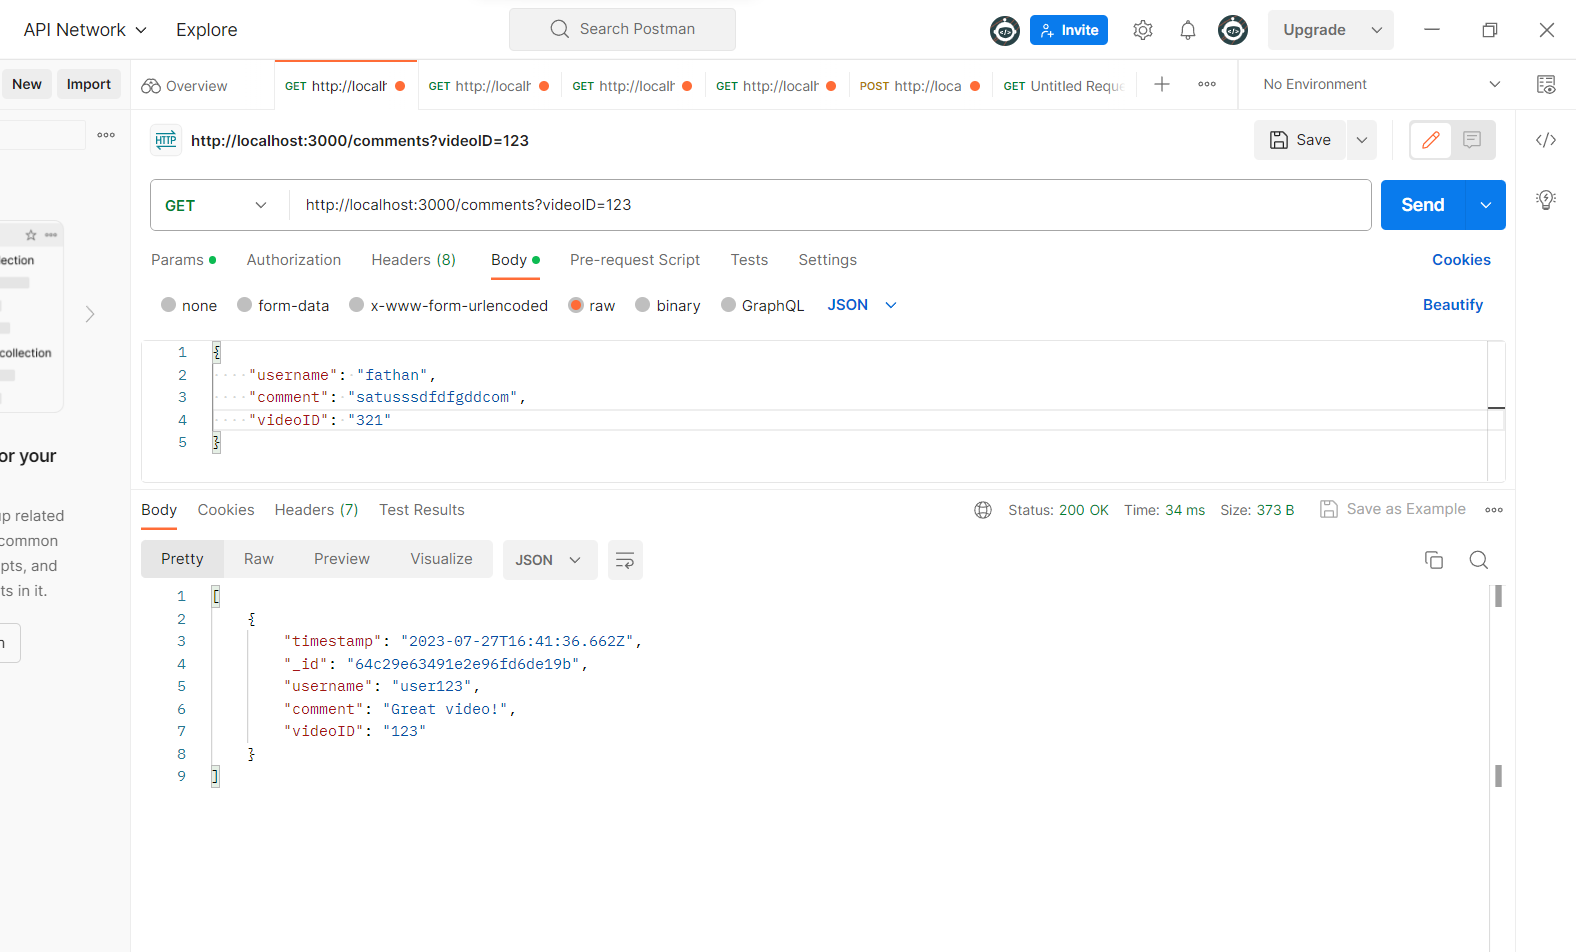 API Network Explore Search Postman Invite Upgrade
New Import Overview GET http://localh GET http://localh GET http://localh GET http://localh POST http://loca GET Untitled Reque No Environment
HTTP http://localhost:3000/comments?videoID=123 Save
GET http://localhost:3000/comments?videoID=123 Send
Params Authorization Headers (8) Body Pre-request Script Tests Settings Cookies
none form-data x-www-form-urlencoded raw binary GraphQL JSON Beautify
1 {
2 "username": "fathan",
3 "comment": "satusssdfdfgddcom",
4 "videoID": "321"
5 }
lection
collection
or your
up related
common
pts, and
ts in it.
n
Body Cookies Headers (7) Test Results Status: 200 OK Time: 34 ms Size: 373 B Save as Example
Pretty Raw Preview Visualize JSON
1 [
2 {
3 "timestamp": "2023-07-27T16:41:36.662Z",
4 "_id": "64c29e63491e2e96fd6de19b",
5 "username": "user123",
6 "comment": "Great video!",
7 "videoID": "123"
8 }
9 ]